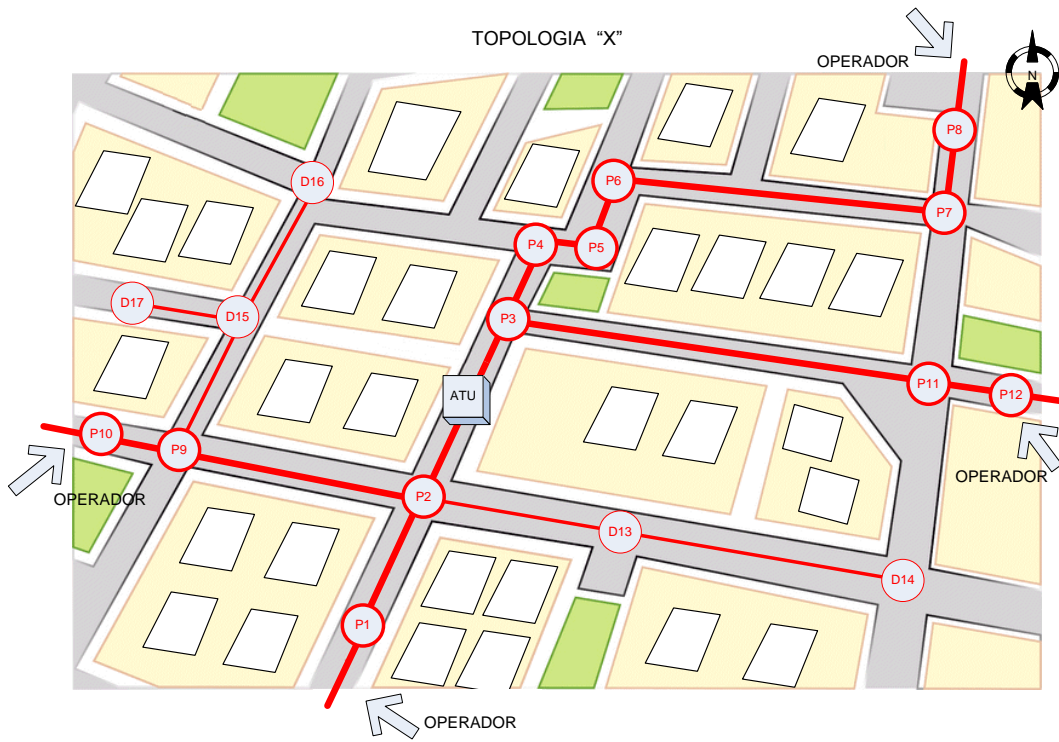 TOPOLOGIA “X”
OPERADOR
N
P8
D16
P6
P7
P4
P5
D17
D15
P3
P11
P12
ATU
P10
P9
OPERADOR
P2
OPERADOR
D13
D14
P1
OPERADOR